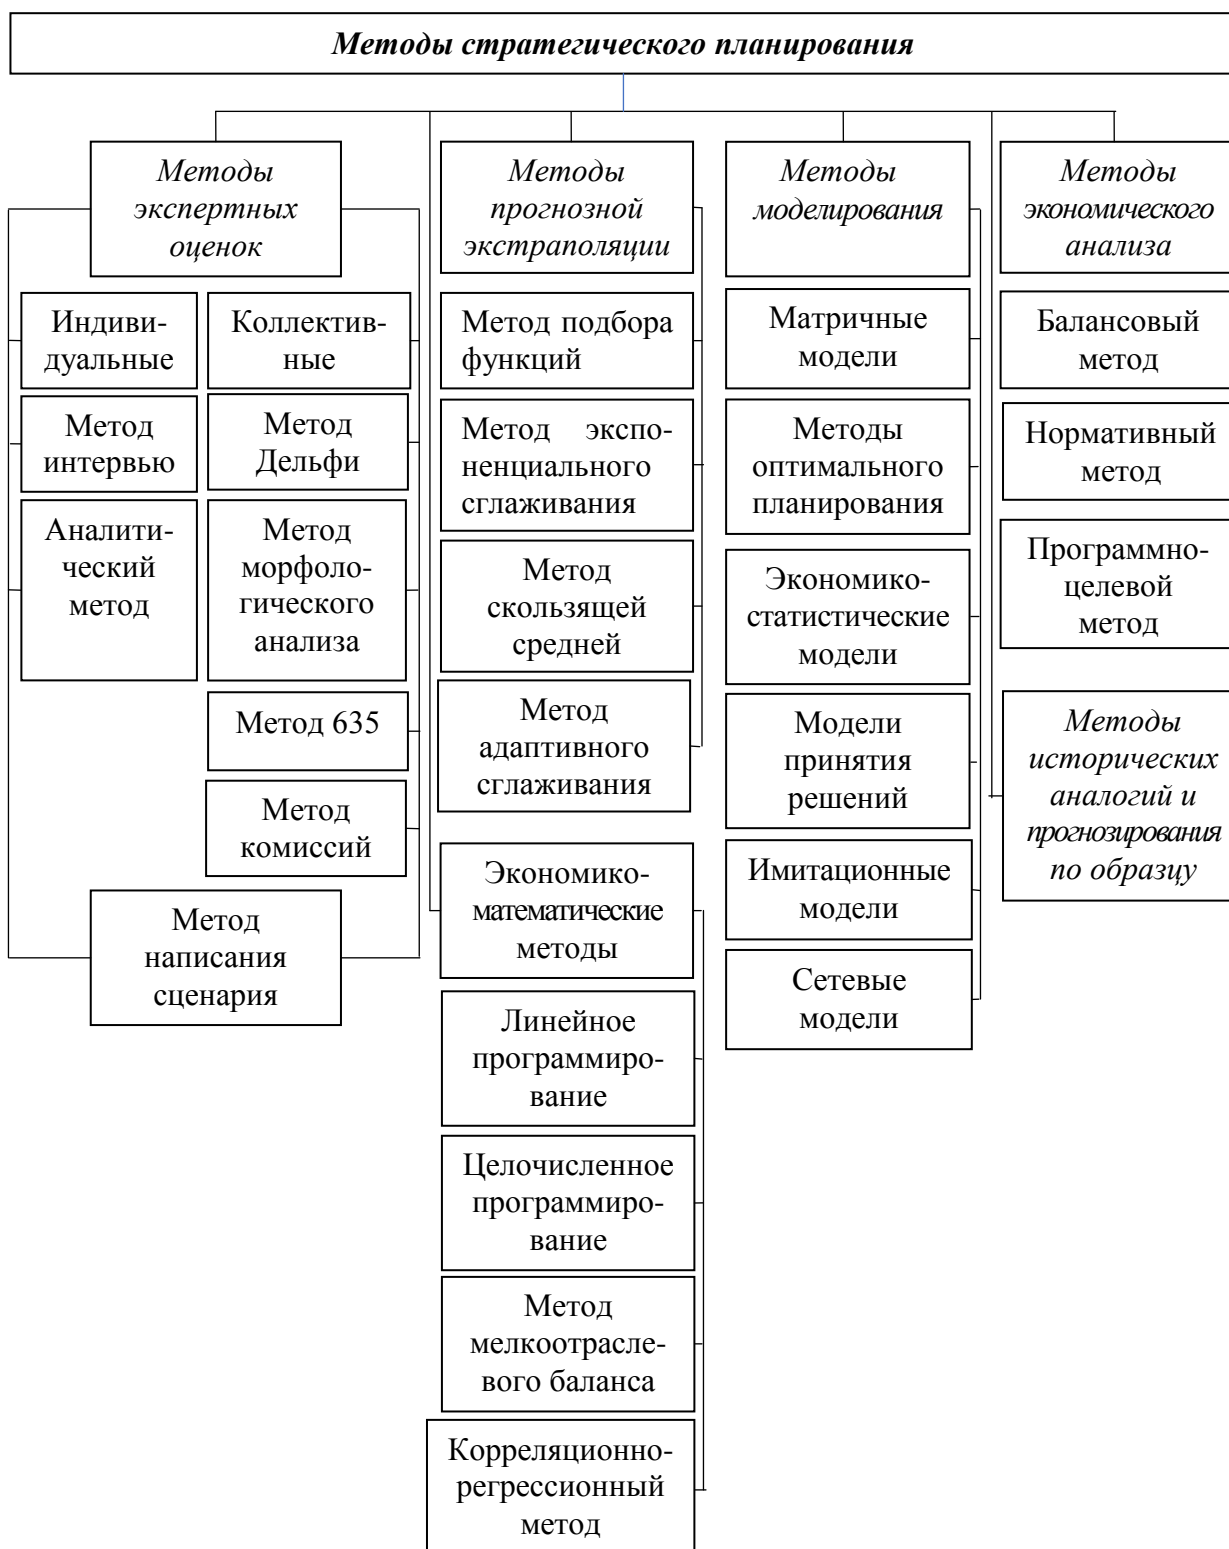 Методы стратегического планирования
Методы
экспертных
оценок
Индиви-
дуальные
Коллектив-
ные
Метод
интервью
Метод
Дельфи
Аналити-
ческий
метод
Метод
морфоло-
гического
анализа
Метод 635
Метод
комиссий
Метод
написания
сценария
Методы
прогнозной
экстраполяции
Метод подбора
функций
Метод экспо-
ненциального
сглаживания
Метод
скользящей
средней
Метод
адаптивного
сглаживания
Экономико-
математические
методы
Линейное
программиро-
вание
Целочисленное
программиро-
вание
Метод
мелкоотрасле-
вого баланса
Корреляционно-
регрессионный
метод
Методы
моделирования
Матричные
модели
Методы
оптимального
планирования
Экономико-
статистические
модели
Модели
принятия
решений
Имитационные
модели
Сетевые
модели
Методы
экономического
анализа
Балансовый
метод
Нормативный
метод
Программно-
целевой
метод
Методы
исторических
аналогий и
прогнозирования
по образцу